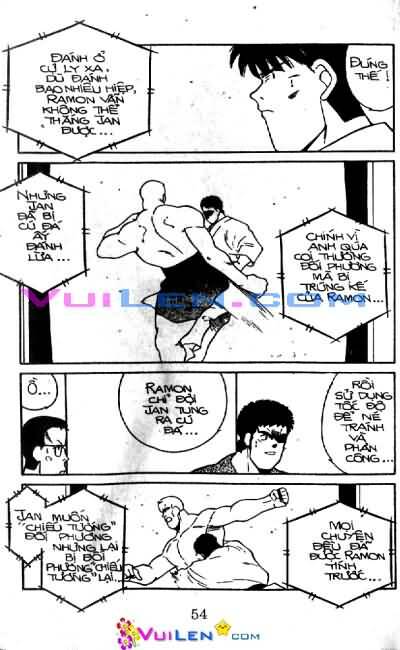 ĐÁNH Ở
CỰ LY XA.
DÙ ĐÁNH
BAO NHIÊU HIỆP,
RAMON VẪN
KHÔNG THỂ
THẮNG JAN
ĐƯỢC...
ĐÚNG
THẾ!
NHƯNG
JAN
ĐÃ BỊ
CÚ ĐÁ
ẤY
ĐÁNH
LỪA...
CHÍNH VÌ
ANH QUÁ
COI THƯỜNG
ĐỐI PHƯƠNG
MÀ BỊ
TRÚNG KẾ
CỦA RAMON...
VUILEN.COM
Ồ...
RAMON
CHỈ ĐỢI
JAN TUNG
RA CÚ
ĐÁ...
RỒI
SỬ DỤNG
TỐC ĐỘ
ĐỂ NÉ
TRÁNH
VÀ
PHẢN
CÔNG...
JAN MUỐN
"CHIẾU TƯỚNG"
ĐỐI PHƯƠNG
NHƯNG LẠI
BỊ ĐỐI
PHƯƠNG "CHIẾU
TƯỚNG" LẠI...
MỌI
CHUYỆN
ĐỀU ĐÃ
ĐƯỢC RAMON
TÍNH
TRƯỚC...
54
VUILEN.COM